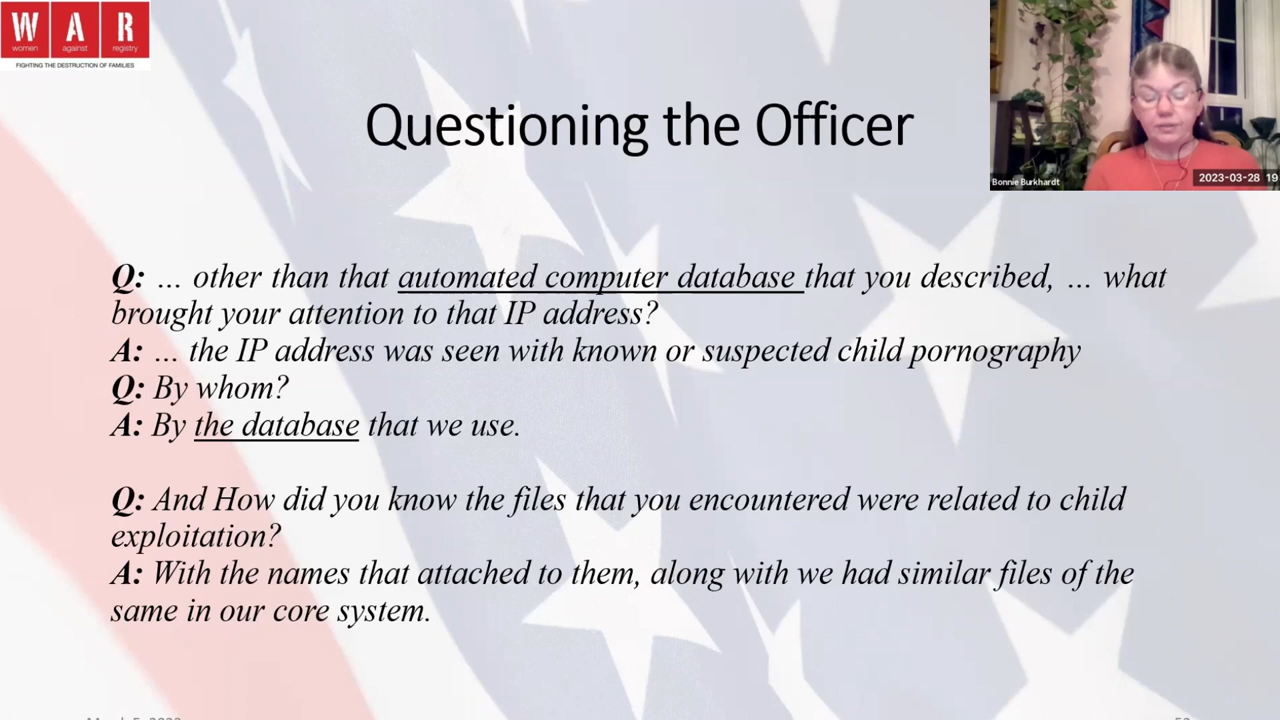 W A R
women against registry
FIGHTING THE DESTRUCTION OF FAMILIES
Questioning the Officer
Bonnie Burkhardt
2023-03-28 19
Q: … other than that automated computer database that you described, … what
brought your attention to that IP address?
A: … the IP address was seen with known or suspected child pornography
Q: By whom?
A: By the database that we use.
Q: And How did you know the files that you encountered were related to child
exploitation?
A: With the names that attached to them, along with we had similar files of the
same in our core system.